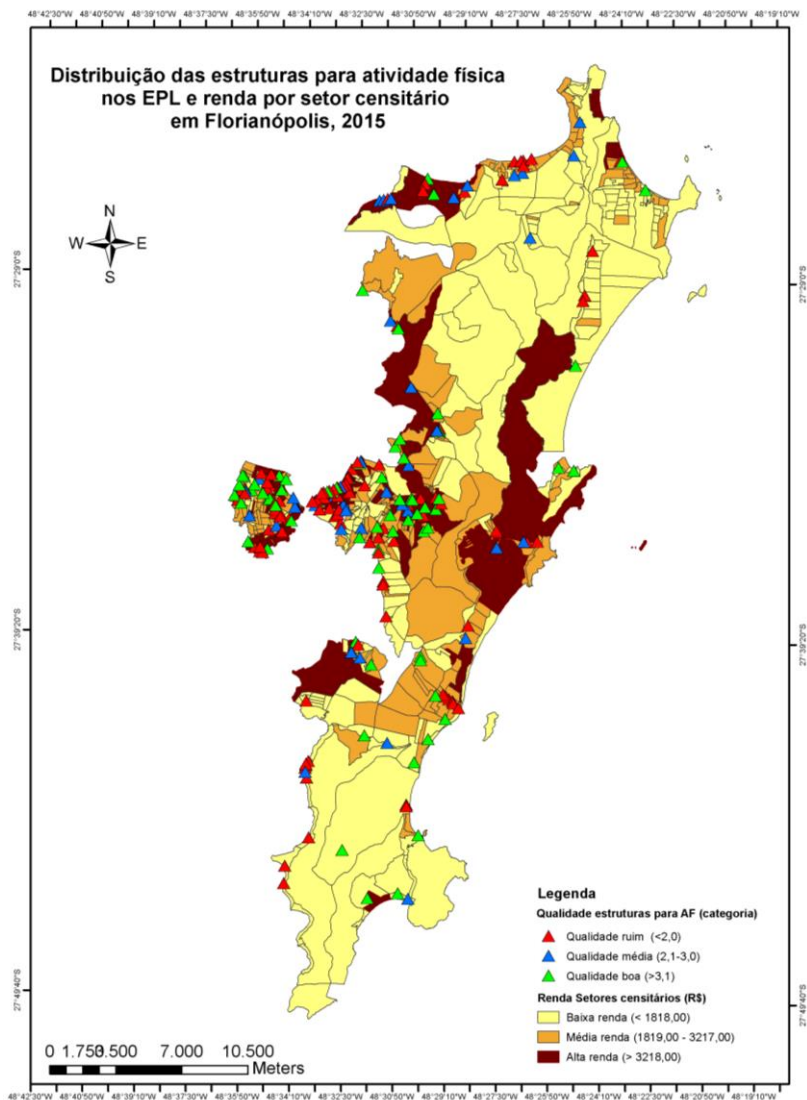 48°42'30"W 48°40'50"W 48°39'10"W 48°37'30"W 48°35'50"W 48°34'10"W 48°32'30"W 48°30'50"W 48°29'10"W 48°27'30"W 48°25'50"W 48°24'10"W 48°22'30"W 48°20'50"W 48°19'10"W
Distribuição das estruturas para atividade física
nos EPL e renda por setor censitário
em Florianópolis, 2015
N
W E
S
27°29'0"S
27°29'0"S
27°39'20"S
27°39'20"S
27°49'40"S
27°49'40"S
Legenda
Qualidade estruturas para AF (categoria)
Qualidade ruim (<2,0)
Qualidade média (2,1-3,0)
Qualidade boa (>3,1)
Renda Setores censitários (R$)
Baixa renda (< 1818,00)
Média renda (1819,00 - 3217,00)
Alta renda (> 3218,00)
0 1.750 3.500 7.000 10.500
Meters
48°42'30"W 48°40'50"W 48°39'10"W 48°37'30"W 48°35'50"W 48°34'10"W 48°32'30"W 48°30'50"W 48°29'10"W 48°27'30"W 48°25'50"W 48°24'10"W 48°22'30"W 48°20'50"W 48°19'10"W